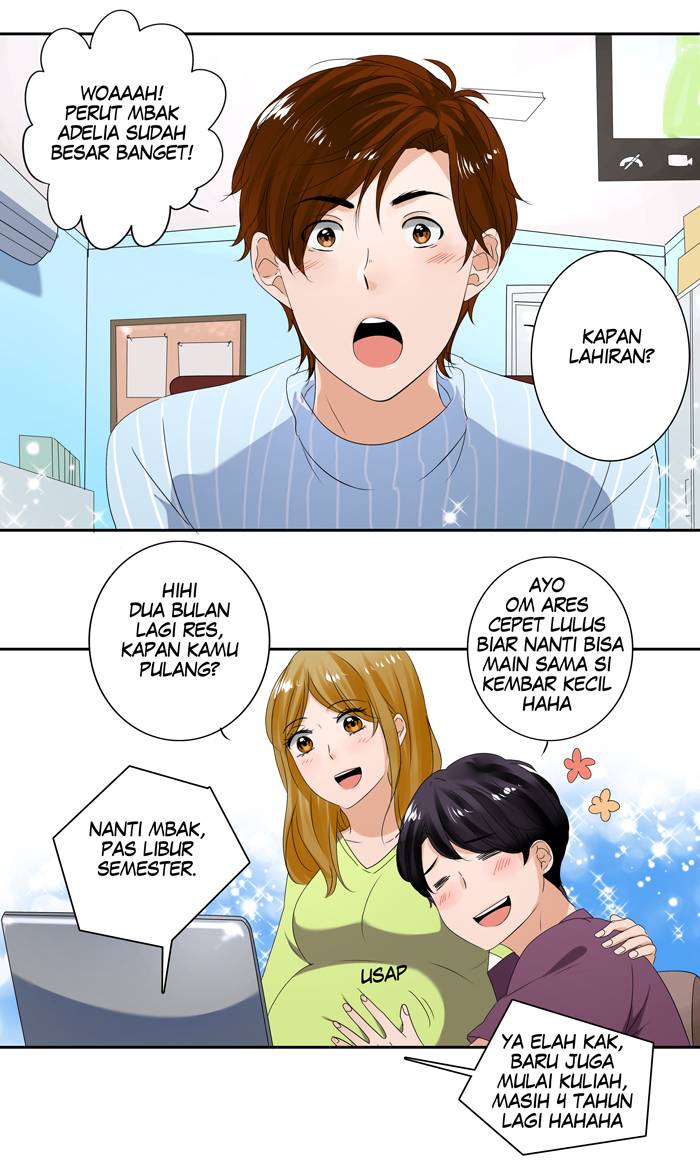 WOAAAH!
PERUT MBAK
ADELIA SUDAH
BESAR BANGET!
KAPAN
LAHIRAN?
HIHI
DUA BULAN
LAGI RES,
KAPAN KAMU
PULANG?
AYO
OM ARES
CEPET LULUS
BIAR NANTI BISA
MAIN SAMA SI
KEMBAR KECIL
HAHA
NANTI MBAK,
PAS LIBUR
SEMESTER.
USAP
YA ELAH KAK,
BARU JUGA
MULAI KULIAH,
MASIH 4 TAHUN
LAGI HAHAHA